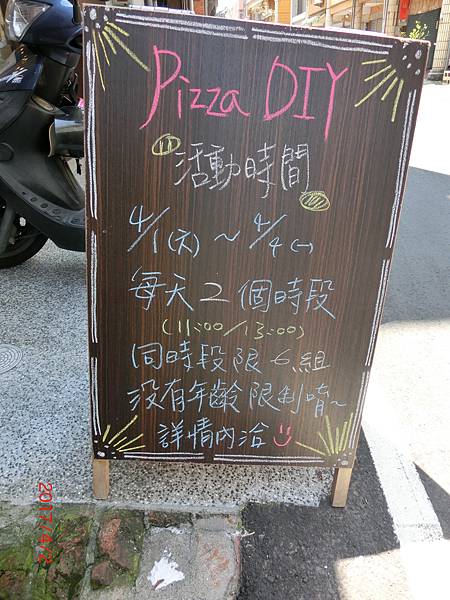 Pizza DIY
活動時間
4/1(六)~4/4(一)
每天2個時段
(11:00/13:00)
同時段限6組
沒有年齡限制唷~
詳情內洽
2017/4/2